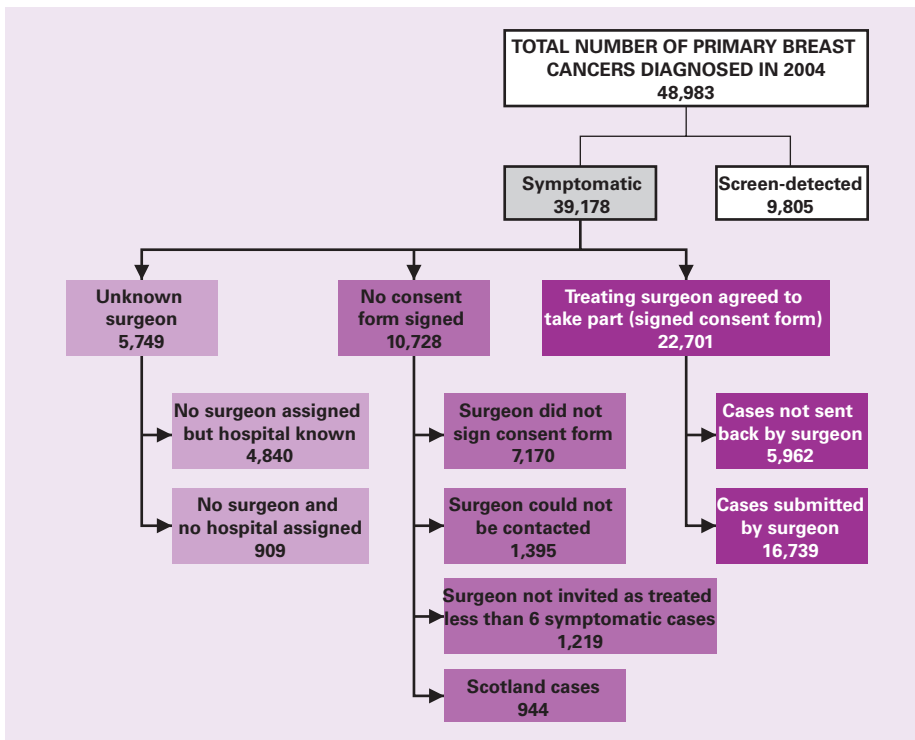 TOTAL NUMBER OF PRIMARY BREAST
CANCERS DIAGNOSED IN 2004
48,983
Symptomatic
39,178
Screen-detected
9,805
Unknown
surgeon
5,749
No consent
form signed
10,728
Treating surgeon agreed to
take part (signed consent form)
22,701
No surgeon assigned
but hospital known
4,840
No surgeon and
no hospital assigned
909
Surgeon did not
sign consent form
7,170
Surgeon could not
be contacted
1,395
Surgeon not invited as treated
less than 6 symptomatic cases
1,219
Scotland cases
944
Cases not sent
back by surgeon
5,962
Cases submitted
by surgeon
16,739